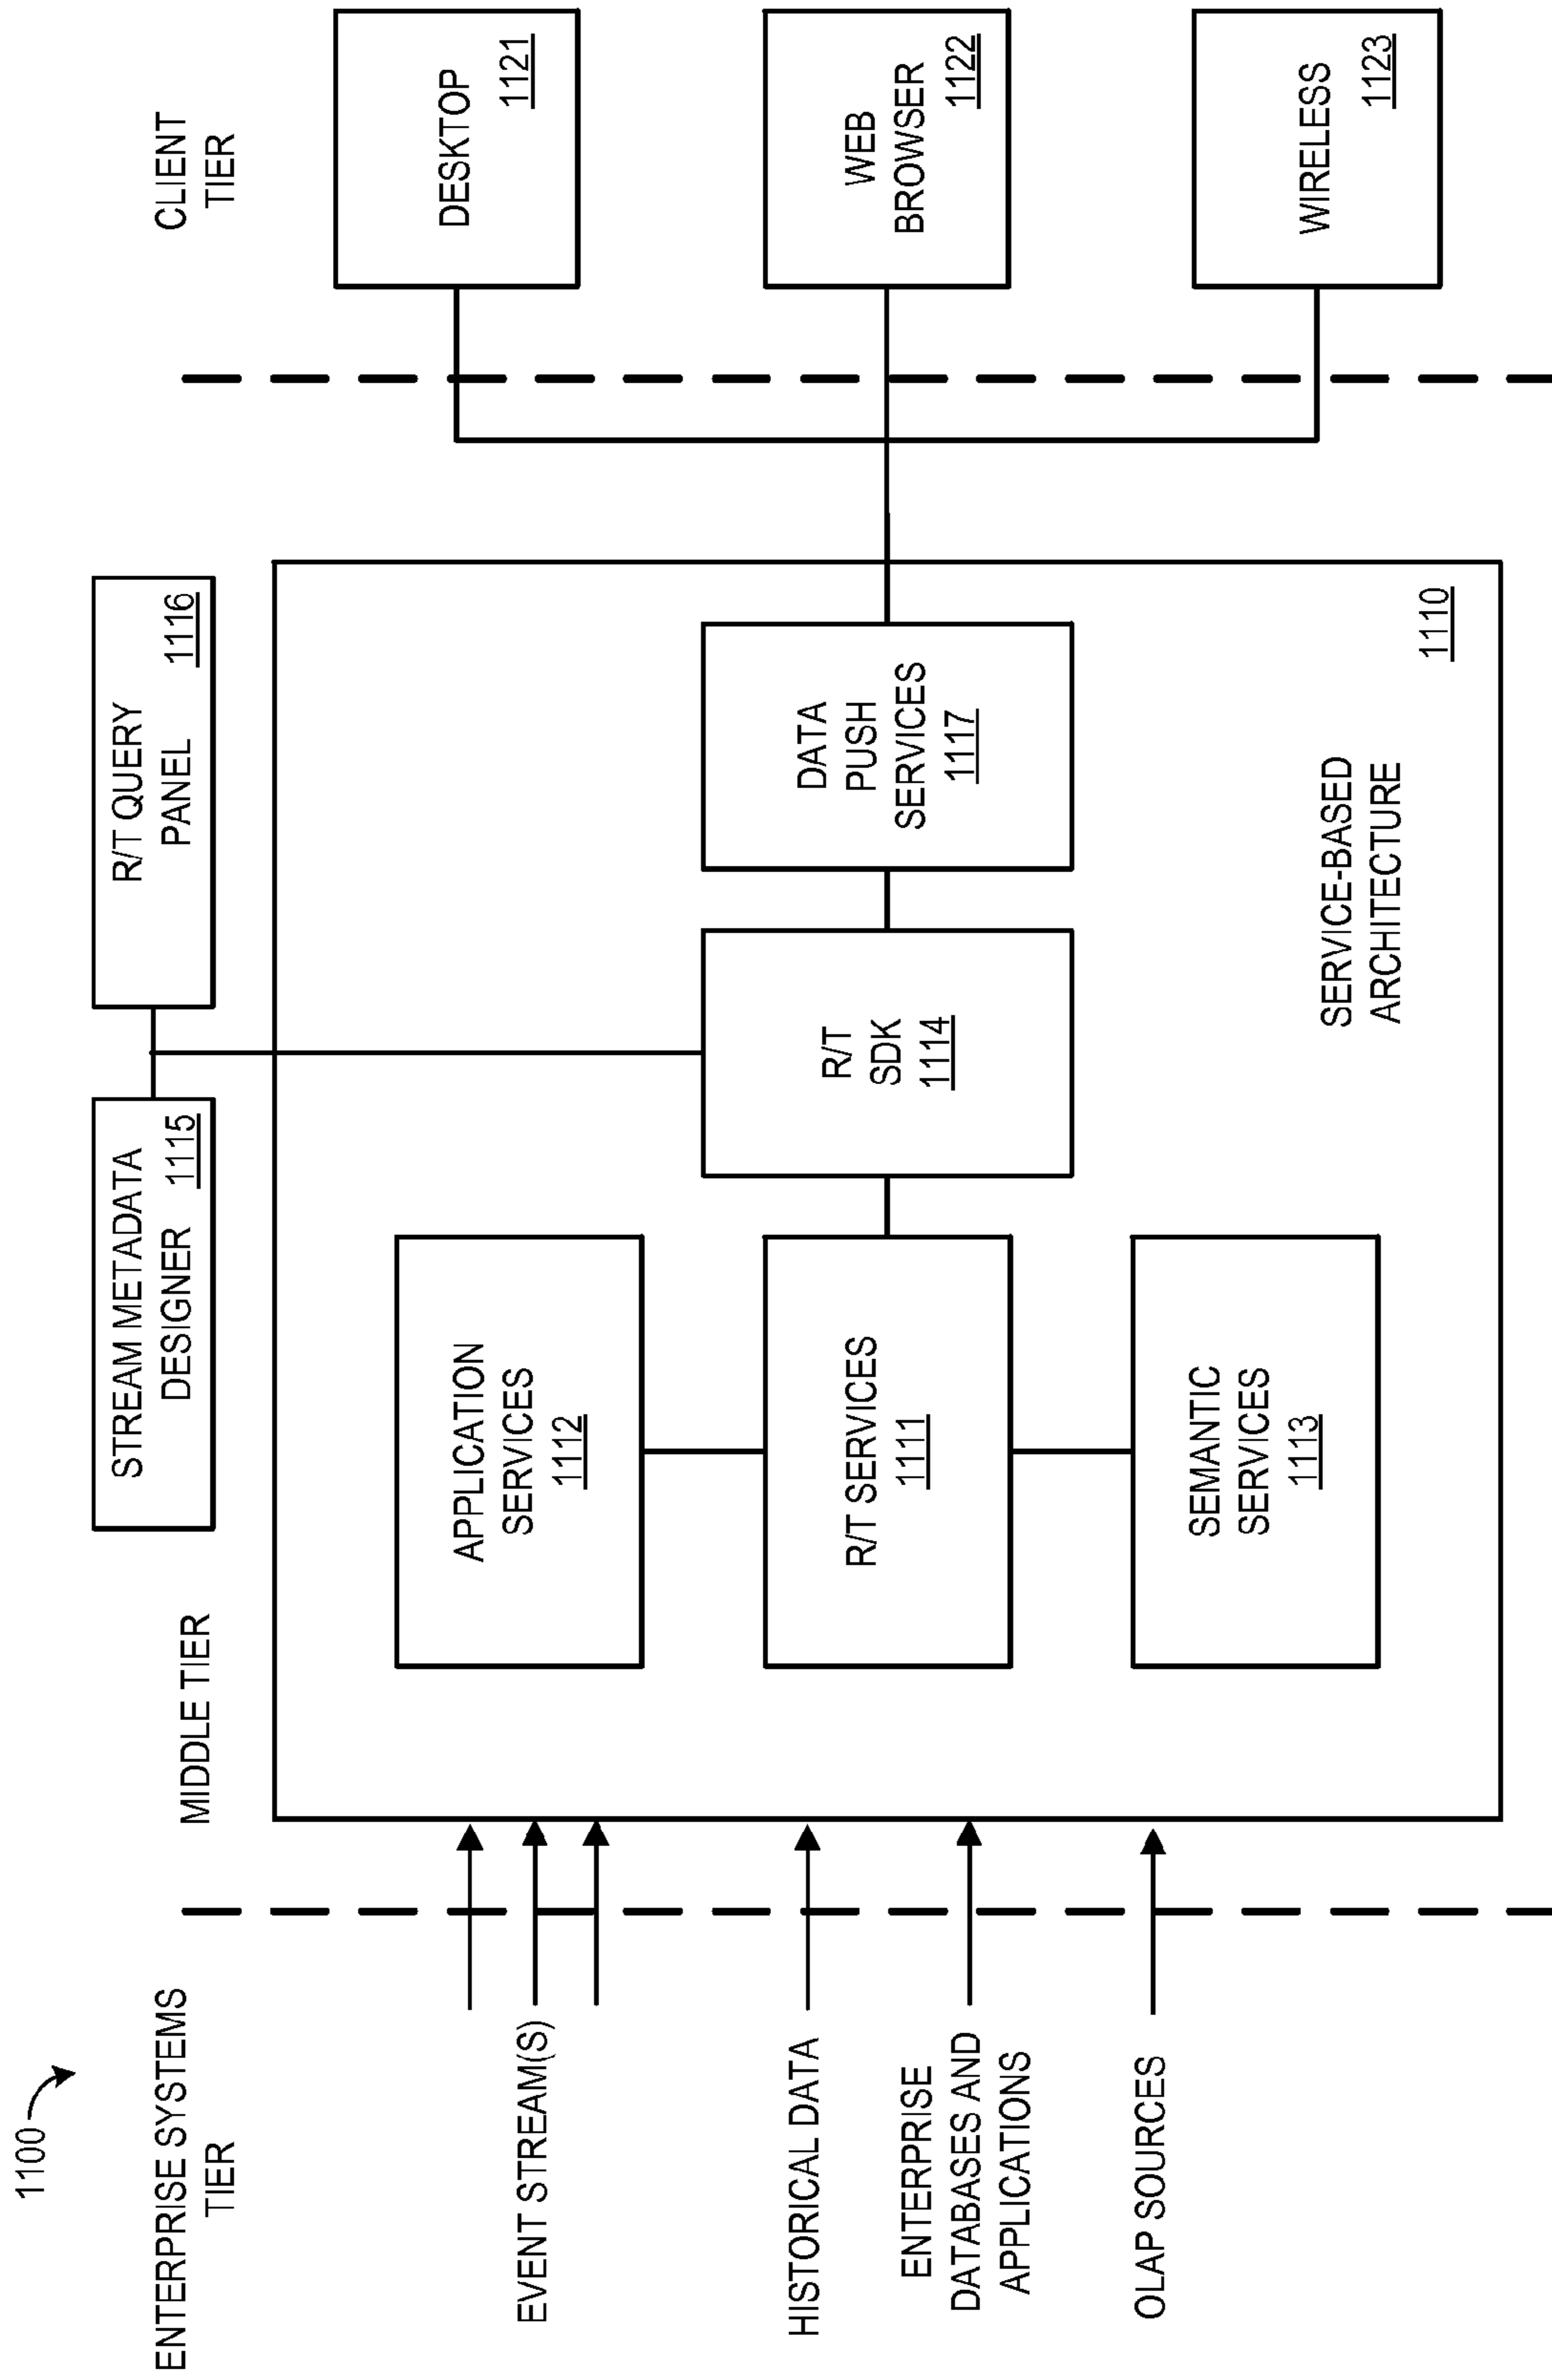 1100
ENTERPRISE SYSTEMS
TIER
MIDDLE TIER
CLIENT
TIER
STREAM METADATA
DESIGNER 1115
R/T QUERY
PANEL 1116
EVENT STREAM(S)
HISTORICAL DATA
ENTERPRISE
DATABASES AND
APPLICATIONS
OLAP SOURCES
APPLICATION
SERVICES
1112
R/T SERVICES
1111
SEMANTIC
SERVICES
1113
R/T
SDK
1114
DATA
PUSH
SERVICES
1117
SERVICE-BASED
ARCHITECTURE
1110
DESKTOP
1121
WEB
BROWSER
1122
WIRELESS
1123